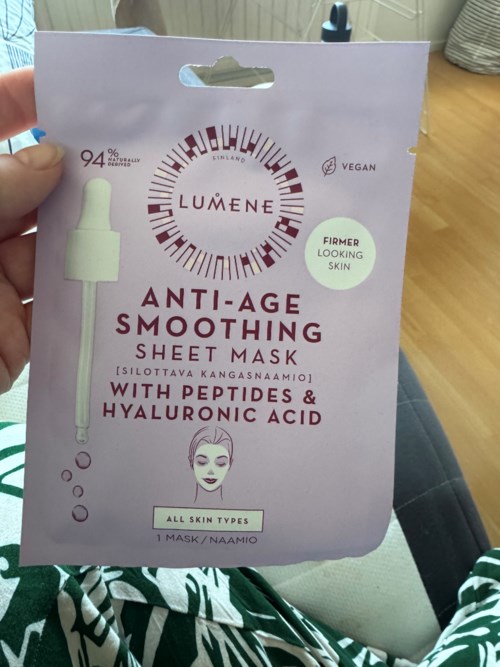 94%
NATURALLY
DERIVED
FINLAND
LUMENE
VEGAN
FIRMER
LOOKING
SKIN
ANTI-AGE
SMOOTHING
SHEET MASK
[SILOTTAVA KANGASNAAMIO]
WITH PEPTIDES &
HYALURONIC ACID
ALL SKIN TYPES
1 MASK / NAAMIO